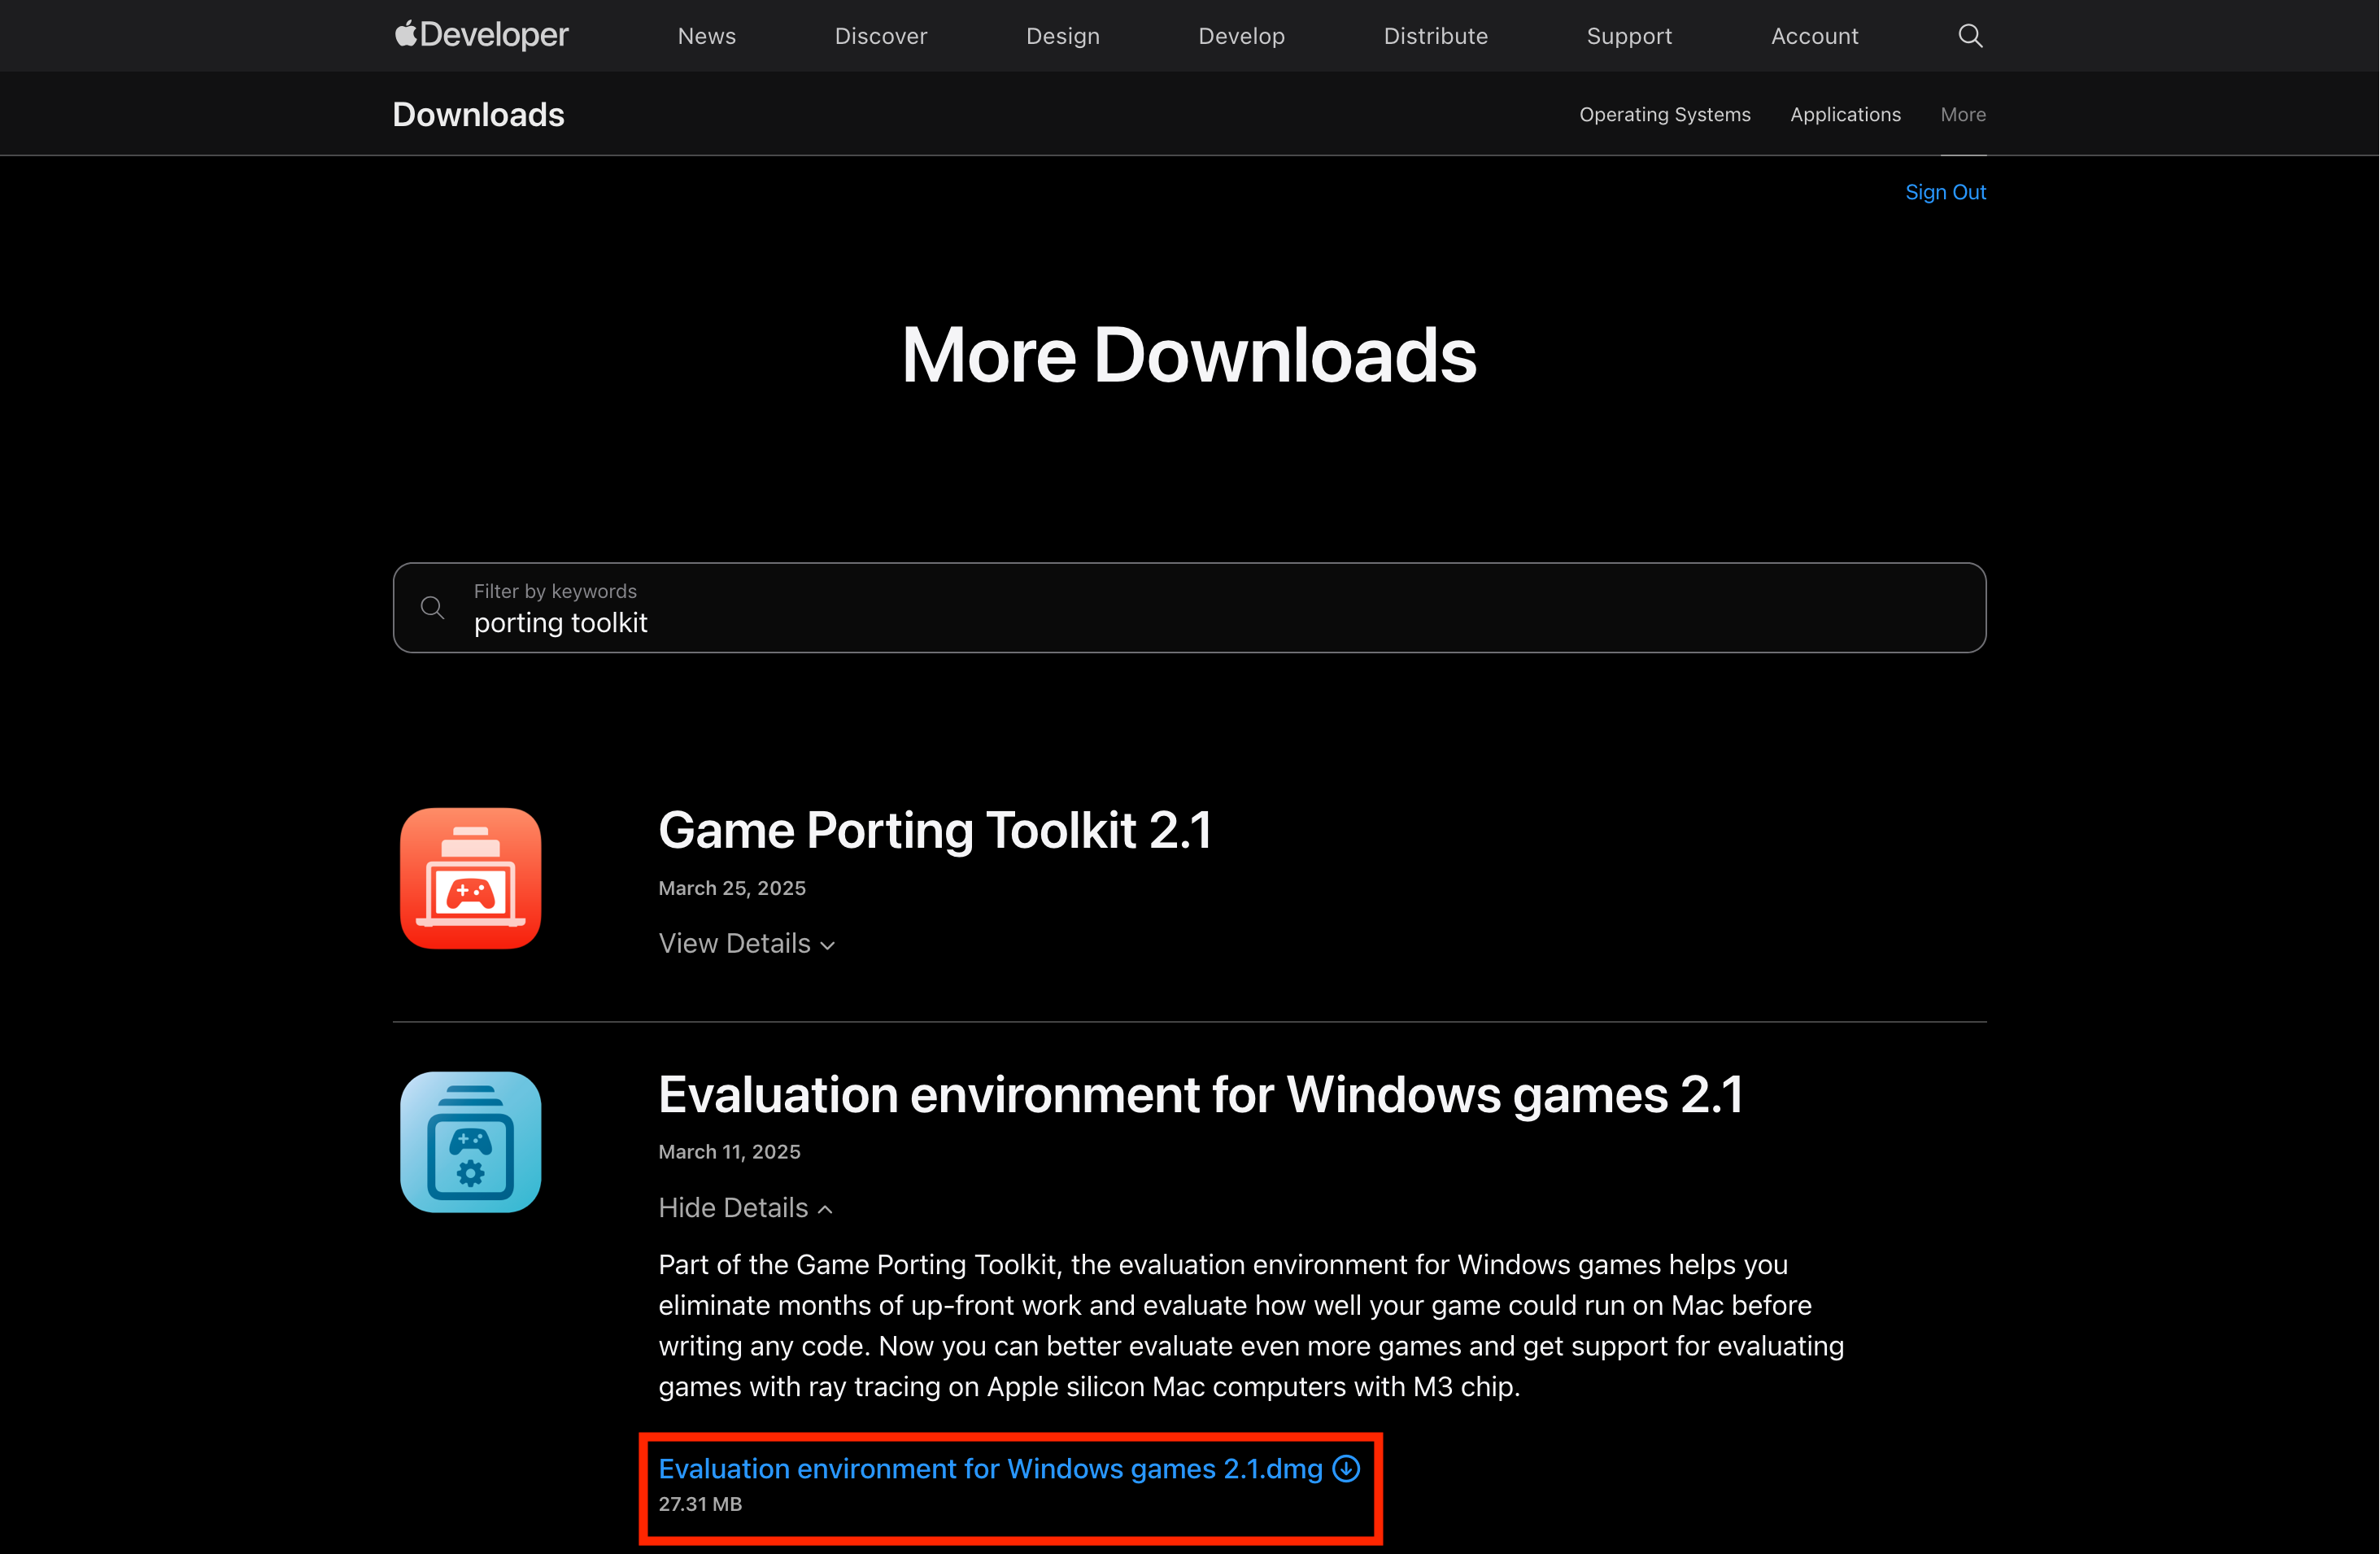 Developer
News
Discover
Design
Develop
Distribute
Support
Account
Downloads
Operating Systems
Applications
More
Sign Out
More Downloads
Filter by keywords
porting toolkit
Game Porting Toolkit 2.1
March 25, 2025
View Details
Evaluation environment for Windows games 2.1
March 11, 2025
Hide Details
Part of the Game Porting Toolkit, the evaluation environment for Windows games helps you
eliminate months of up-front work and evaluate how well your game could run on Mac before
writing any code. Now you can better evaluate even more games and get support for evaluating
games with ray tracing on Apple silicon Mac computers with M3 chip.
Evaluation environment for Windows games 2.1.dmg
27.31 MB